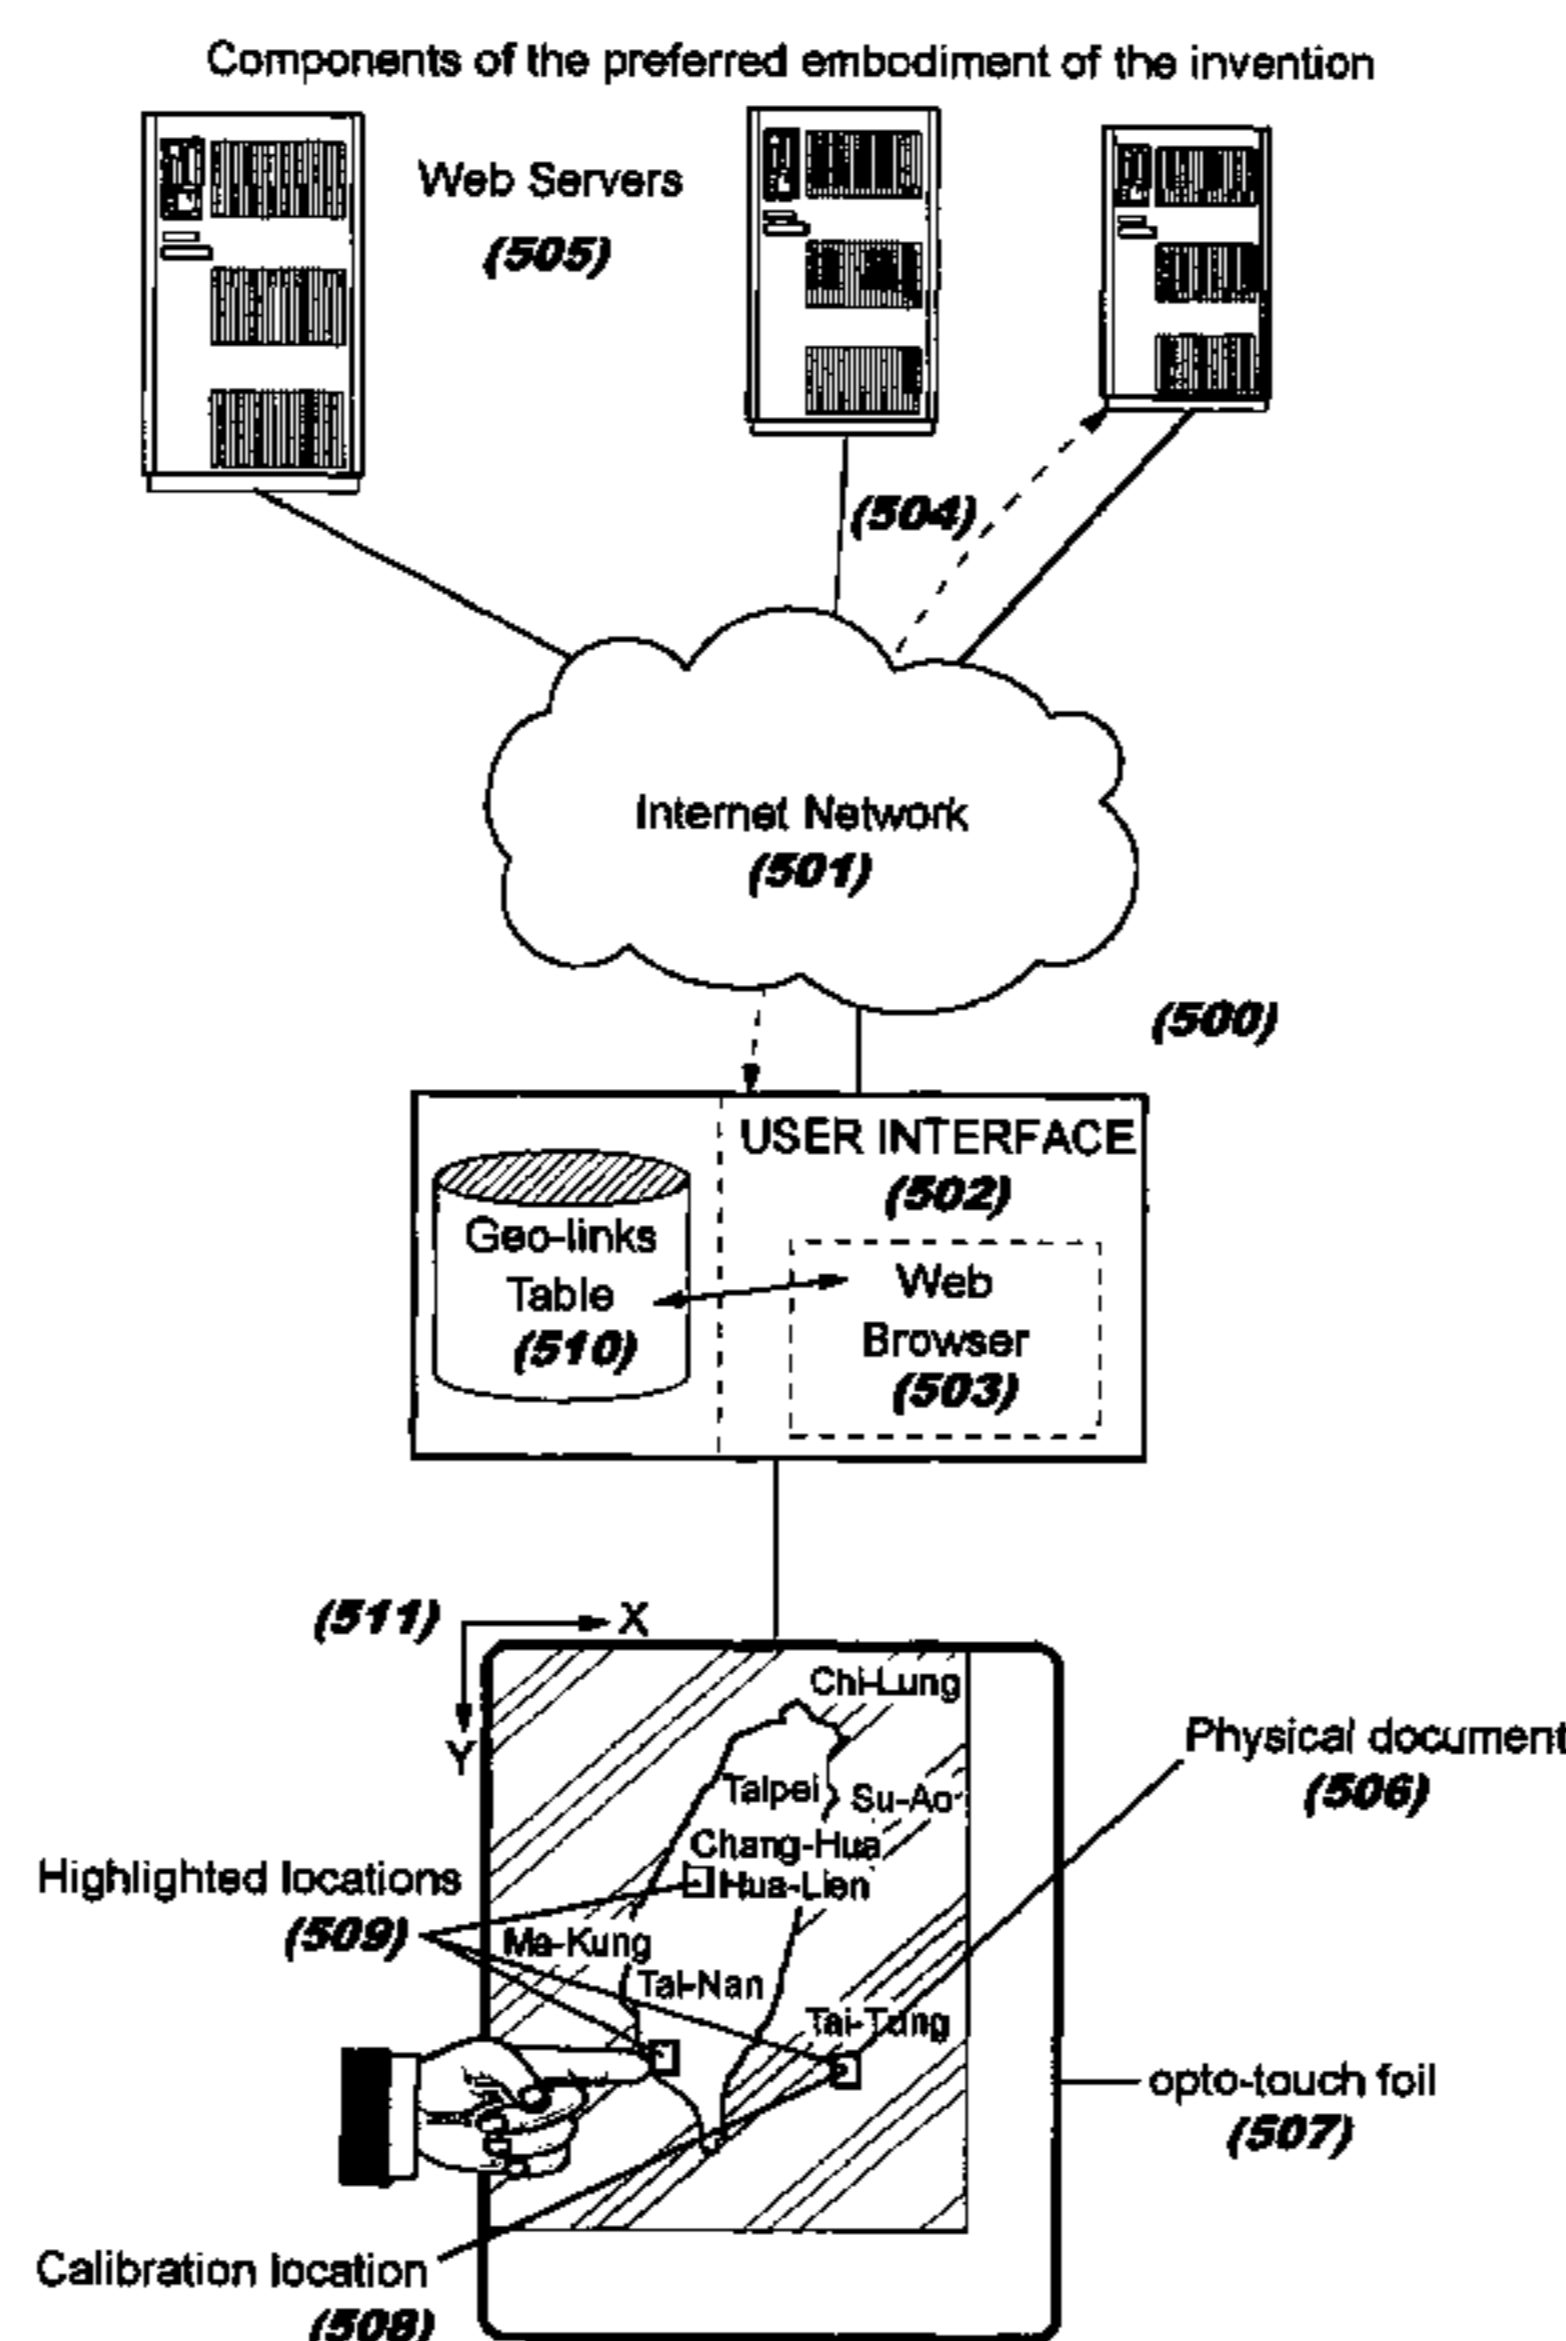 Components of the preferred embodiment of the invention
Web Servers
(505)
(504)
Internet Network
(501)
(500)
USER INTERFACE
(502)
Geo-links
Table
(510)
Web
Browser
(503)
(511)
X
Y
Chi-Lung
Physical document
(506)
Taipei
Su-Ao
Chang-Hua
Hua-Lien
Highlighted locations
(509)
Ma-Kung
Tai-Nan
Tai-Tung
opto-touch foil
(507)
Calibration location
(508)